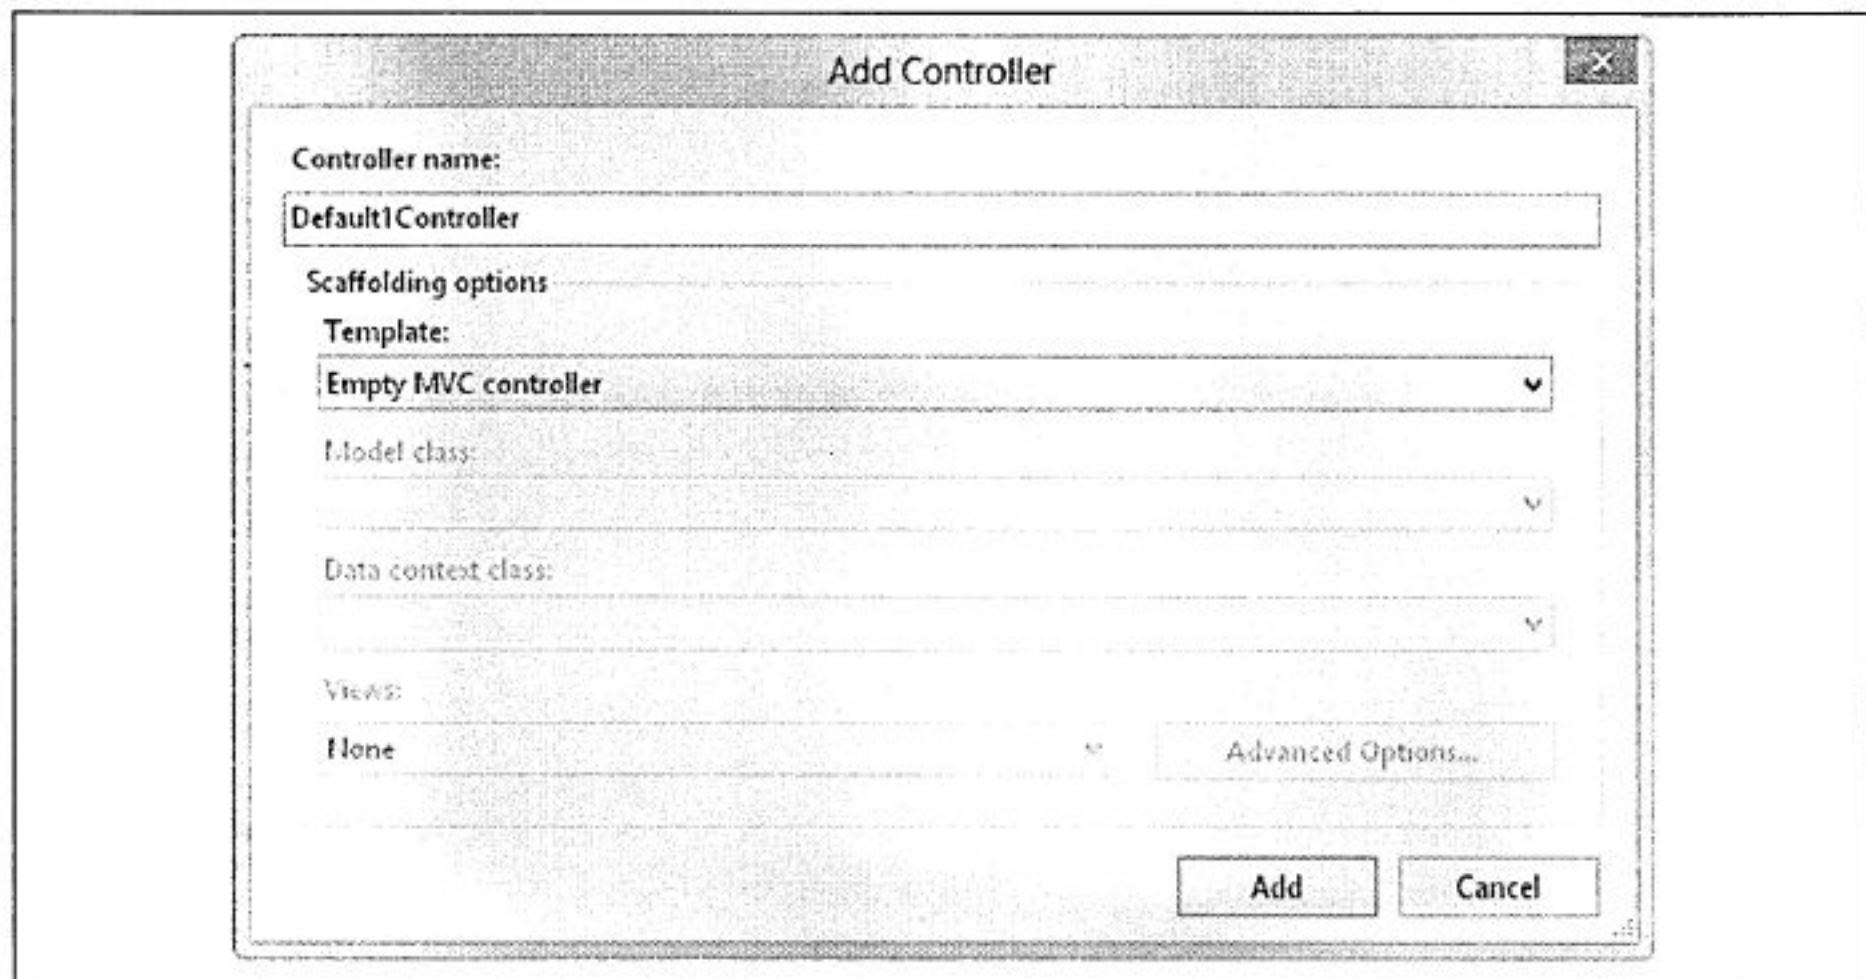 Add Controller
Controller name:
Default1Controller
Scaffolding options
Template:
Empty MVC controller
Model class:
Data context class:
Views:
None
Advanced Options...
Add Cancel